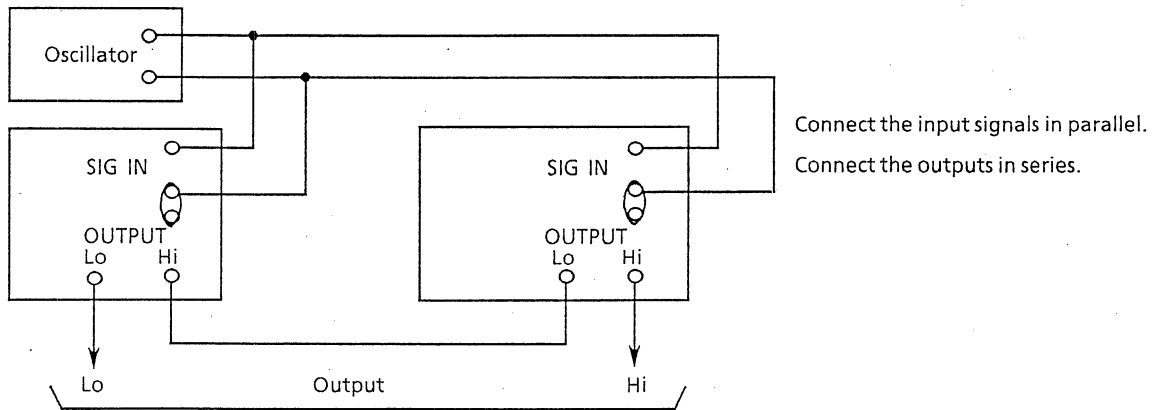 Oscillator
Connect the input signals in parallel.
Connect the outputs in series.
SIG IN
OUTPUT
Lo Hi
SIG IN
OUTPUT
Lo Hi
Lo Output Hi